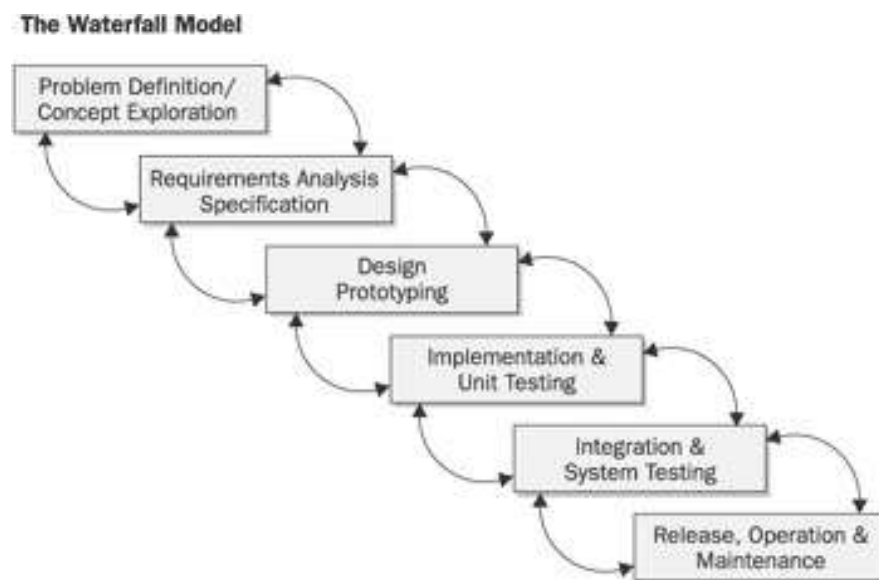 The Waterfall Model
Problem Definition/
Concept Exploration
Requirements Analysis
Specification
Design
Prototyping
Implementation &
Unit Testing
Integration &
System Testing
Release, Operation &
Maintenance